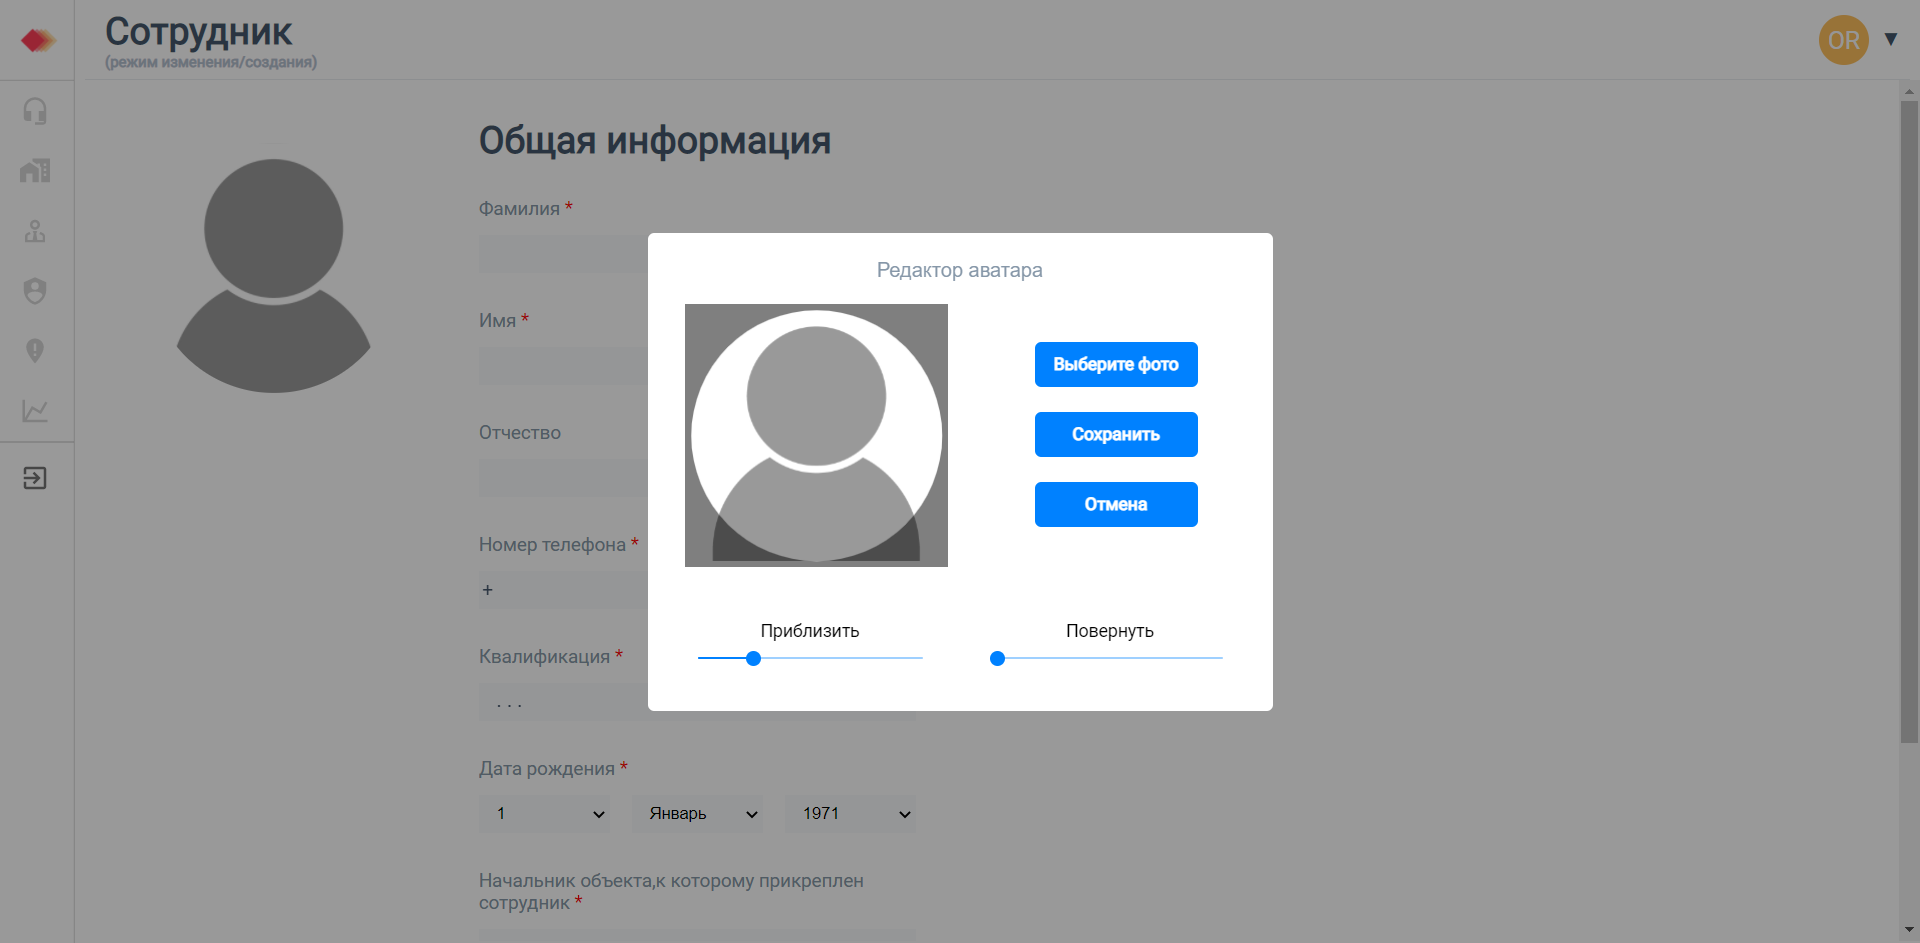 Сотрудник
(режим изменения/создания)
OR
Общая информация
Фамилия *
Имя *
Отчество
Номер телефона *
+
Квалификация *
. . .
Дата рождения *
1 Январь 1971
Начальник объекта,к которому прикреплен
сотрудник *
Редактор аватара
Выберите фото
Сохранить
Отмена
Приблизить
Повернуть